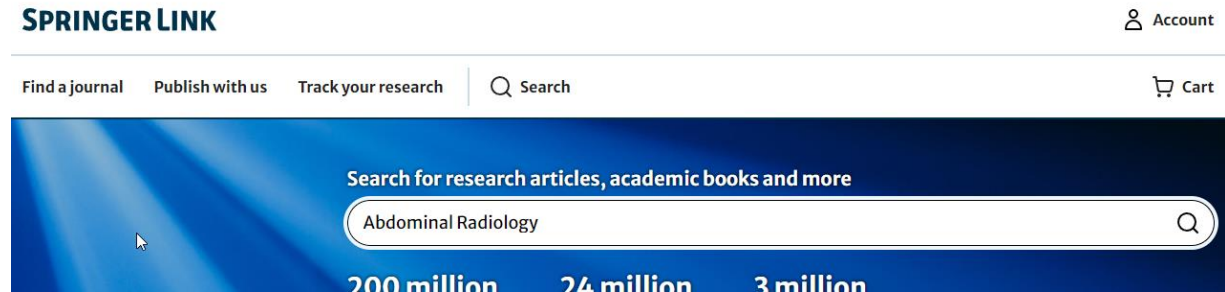 SPRINGER LINK
Account
Find a journal Publish with us Track your research Search Cart
Search for research articles, academic books and more
Abdominal Radiology
200 million 24 million 3 million